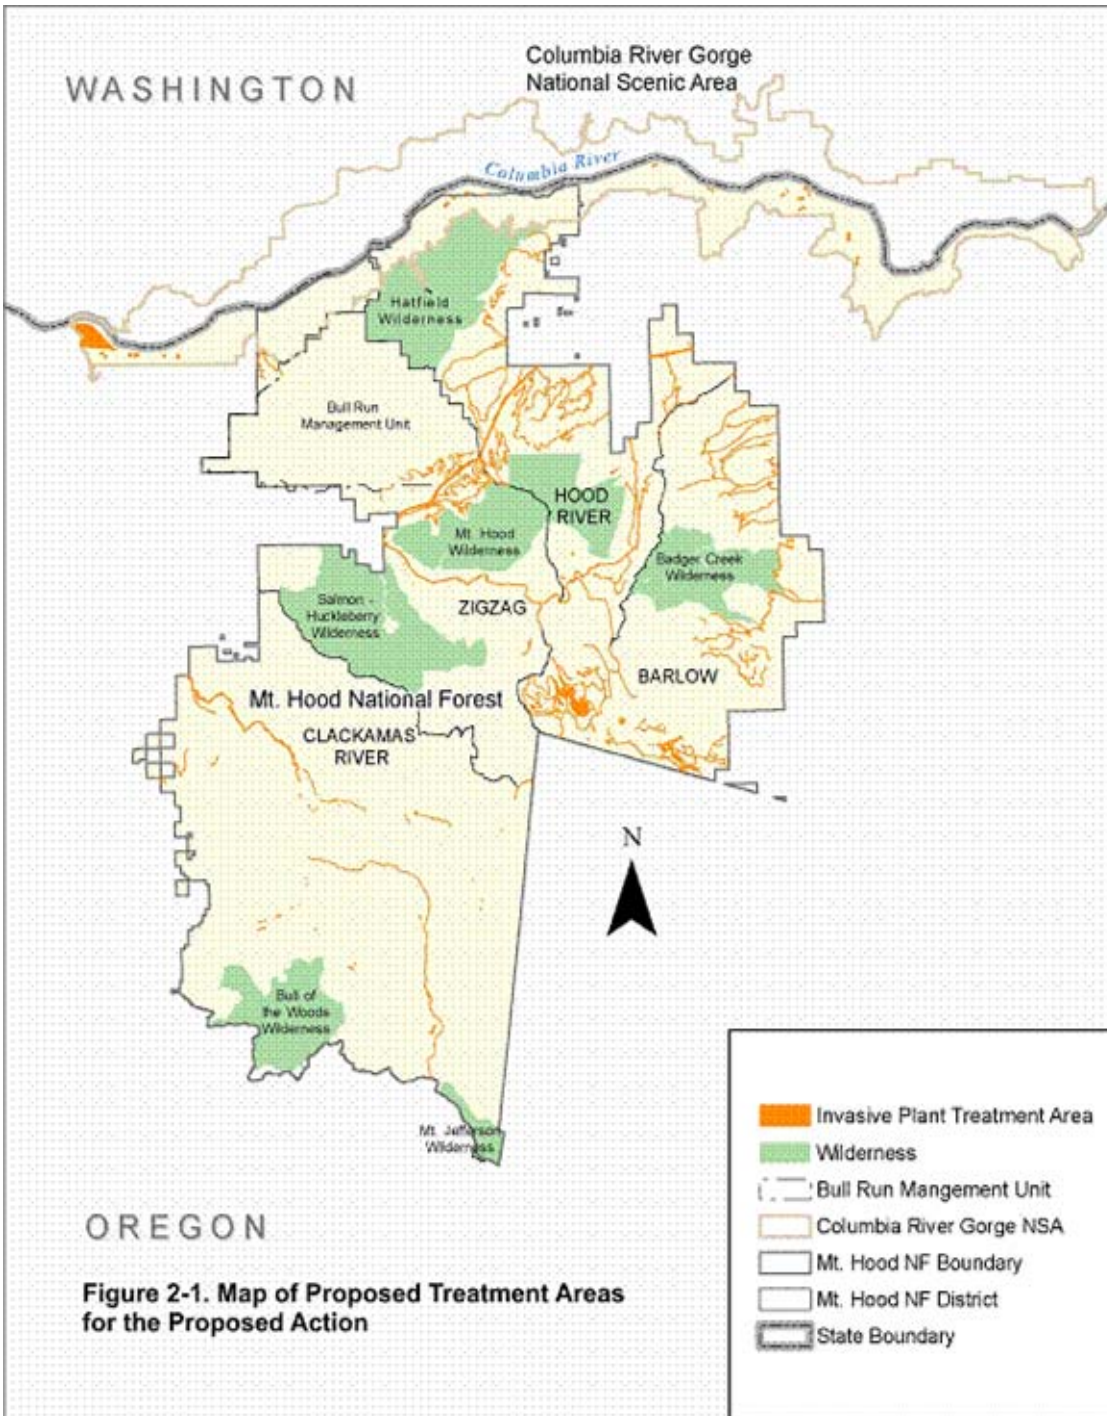 Columbia River Gorge
National Scenic Area
WASHINGTON
Columbia River
Hatfield
Wilderness
Bull Run
Management Unit
HOOD
RIVER
Mt. Hood
Wilderness
Badger Creek
Wilderness
Salmon -
Huckleberry
Wilderness
ZIGZAG
BARLOW
Mt. Hood National Forest
CLACKAMAS
RIVER
N
Bull of
the Woods
Wilderness
Mt. Jefferson
Wilderness
Invasive Plant Treatment Area
Wilderness
Bull Run Mangement Unit
Columbia River Gorge NSA
Mt. Hood NF Boundary
Mt. Hood NF District
State Boundary
OREGON
Figure 2-1. Map of Proposed Treatment Areas
for the Proposed Action